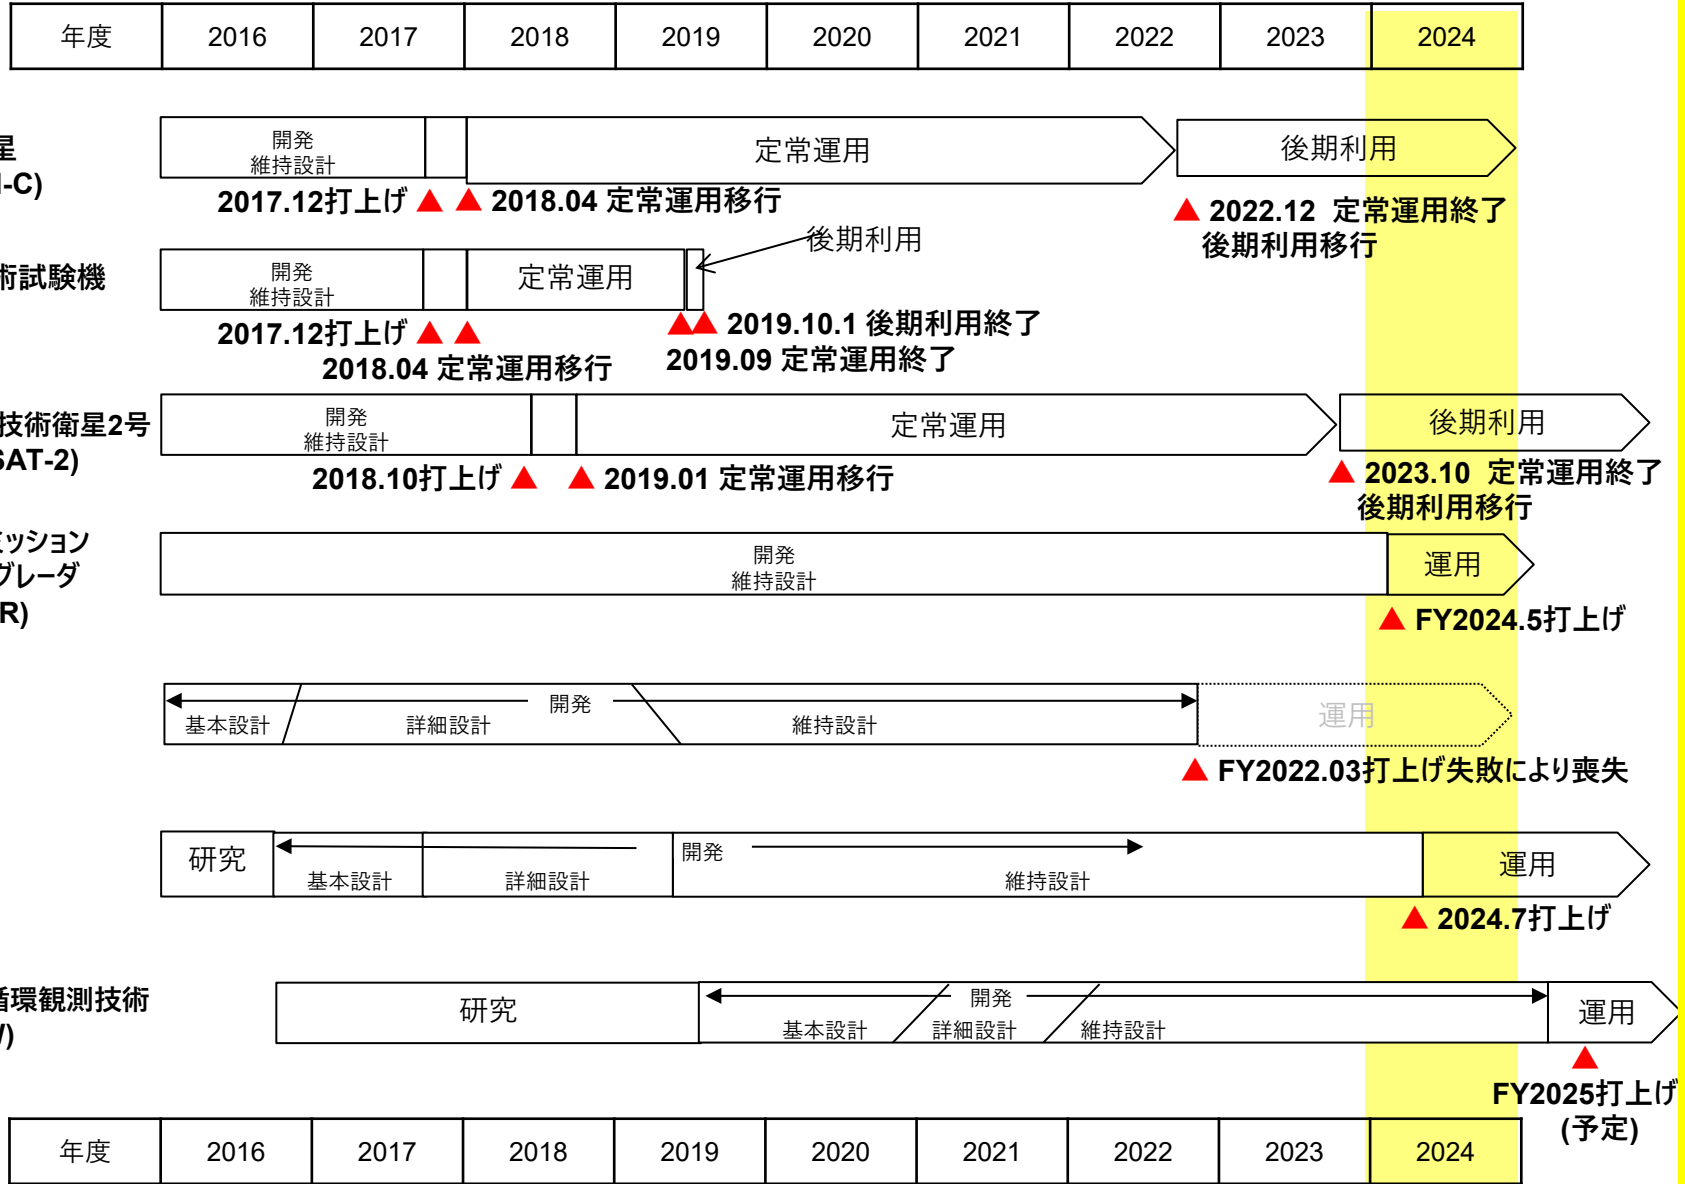 年度 2016 2017 2018 2019 2020 2021 2022 2023 2024
星
I-C)
開発
維持設計
定常運用
後期利用
2017.12打上げ ▲ ▲ 2018.04 定常運用移行
▲ 2022.12 定常運用終了
後期利用移行
術試験機
開発
維持設計
定常運用
後期利用
2017.12打上げ ▲ ▲
2018.04 定常運用移行
▲▲ 2019.10.1 後期利用終了
2019.09 定常運用終了
技術衛星2号
SAT-2)
開発
維持設計
定常運用
後期利用
2018.10打上げ ▲ ▲ 2019.01 定常運用移行
▲ 2023.10 定常運用終了
後期利用移行
ミッション
グレーダ
R)
開発
維持設計
運用
▲ FY2024.5打上げ
開発
基本設計 詳細設計 維持設計
運用
▲ FY2022.03打上げ失敗により喪失
研究
開発
基本設計 詳細設計 維持設計
運用
▲ 2024.7打上げ
循環観測技術
研究
開発
基本設計 詳細設計 維持設計
運用
▲
FY2025打上げ
(予定)
年度 2016 2017 2018 2019 2020 2021 2022 2023 2024